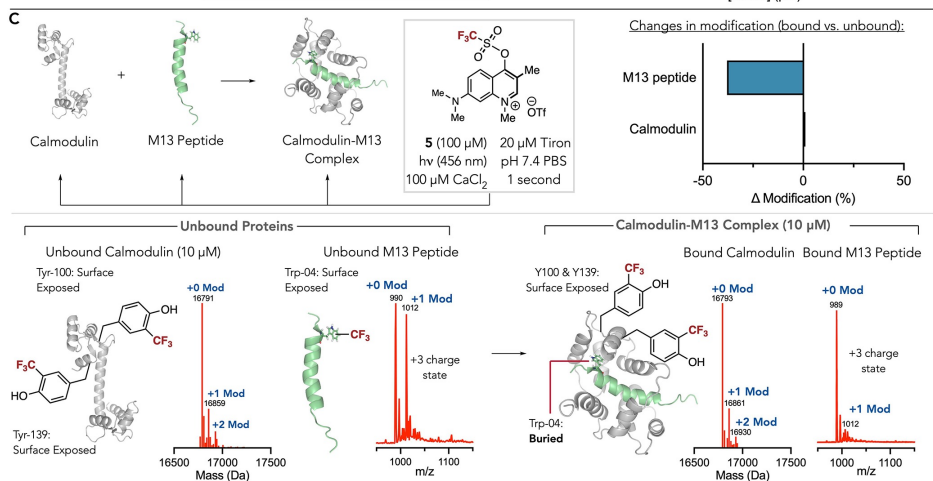 C
Calmodulin
+
M13 Peptide
Calmodulin-M13
Complex
F₃C
O
S
O
O
Me
Me
N
Me
N
+
Me
⊖
OTf
5 (100 µM) 20 µM Tiron
hν (456 nm) pH 7.4 PBS
100 µM CaCl₂ 1 second
Changes in modification (bound vs. unbound):
M13 peptide
Calmodulin
-50 0 50
Δ Modification (%)
Unbound Proteins
Unbound Calmodulin (10 µM)
Tyr-100: Surface
Exposed
OH
CF₃
F₃C
HO
Tyr-139:
Surface Exposed
+0 Mod
16791
+1 Mod
16859
+2 Mod
16500 17000 17500
Mass (Da)
Unbound M13 Peptide
Trp-04: Surface
Exposed
CF₃
+0 Mod
990
+1 Mod
1012
+3 charge
state
1000 1100
m/z
Calmodulin-M13 Complex (10 µM)
Y100 & Y139:
Surface Exposed
CF₃
OH
CF₃
OH
Trp-04:
Buried
Bound Calmodulin
+0 Mod
16793
+1 Mod
16861
+2 Mod
16930
16500 17000 17500
Mass (Da)
Bound M13 Peptide
+0 Mod
989
+3 charge
state
+1 Mod
1012
1000 1100
m/z